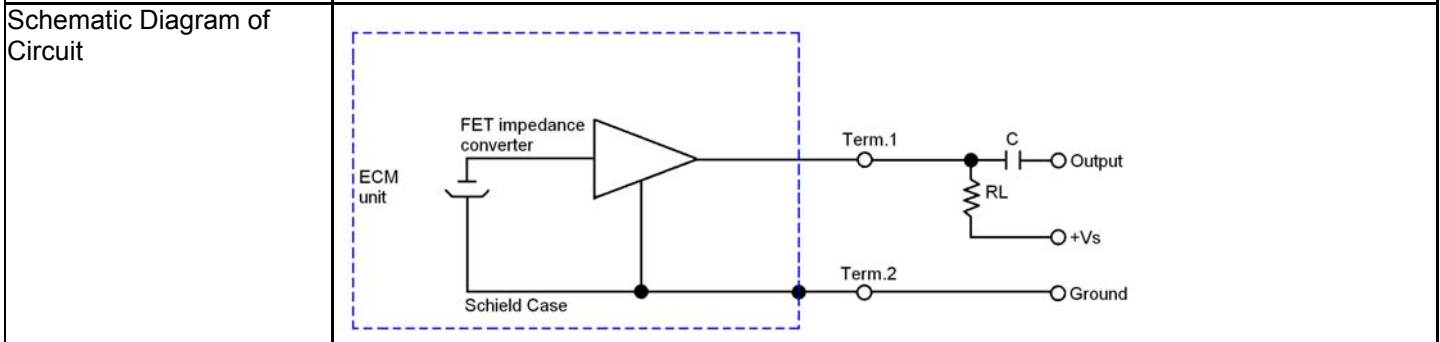 Schematic Diagram of
Circuit
FET impedance
converter
ECM
unit
Schield Case
Term.1
C
Output
RL
+Vs
Term.2
Ground